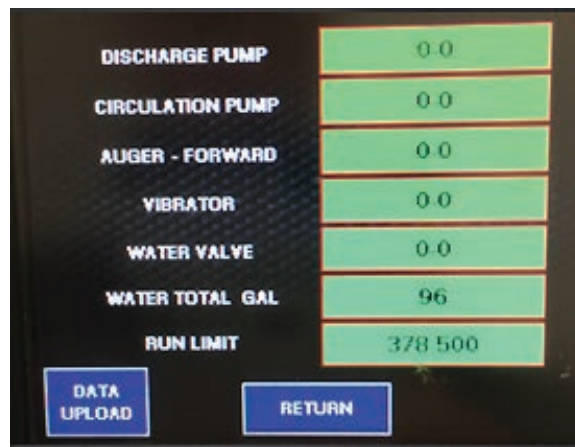 DISCHARGE PUMP 0-0
CIRCULATION PUMP 0-0
AUGER - FORWARD 0-0
VIBRATOR 0-0
WATER VALVE 0-0
WATER TOTAL GAL 96
RUN LIMIT 378 500
DATA
UPLOAD
RETURN